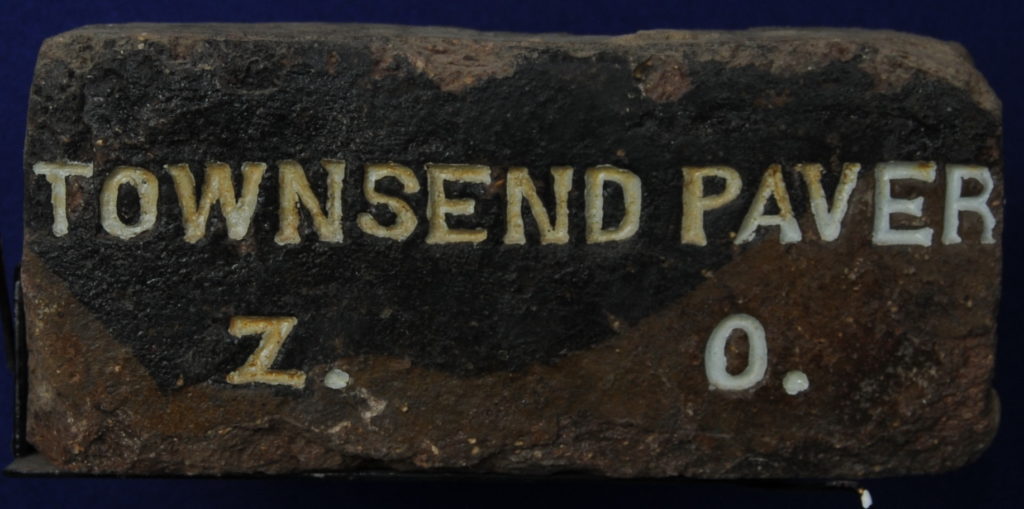 TOWNSEND PAVER
Z. O.